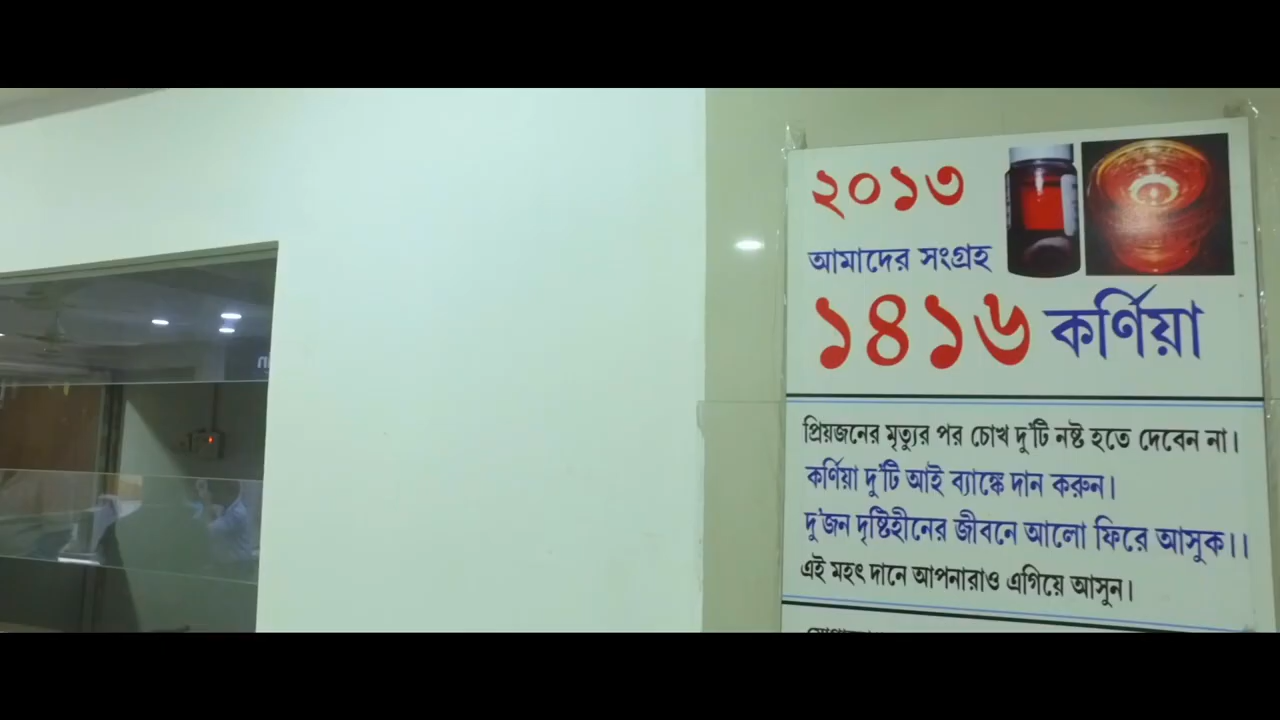 ২০১৩
আমাদের সংগ্রহ
১৪১৬ কর্ণিয়া
প্রিয়জনের মৃত্যুর পর চোখ দু'টি নষ্ট হতে দেবেন না।
কর্ণিয়া দু'টি আই ব্যাঙ্কে দান করুন।
দু'জন দৃষ্টিহীনের জীবনে আলো ফিরে আসুক।।
এই মহৎ দানে আপনারাও এগিয়ে আসুন।